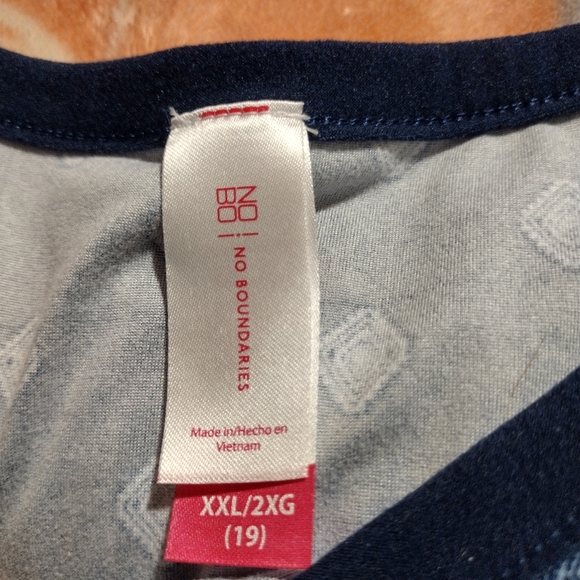 NO
BO
NO BOUNDARIES
Made in/Hecho en
Vietnam
XXL/2XG
(19)